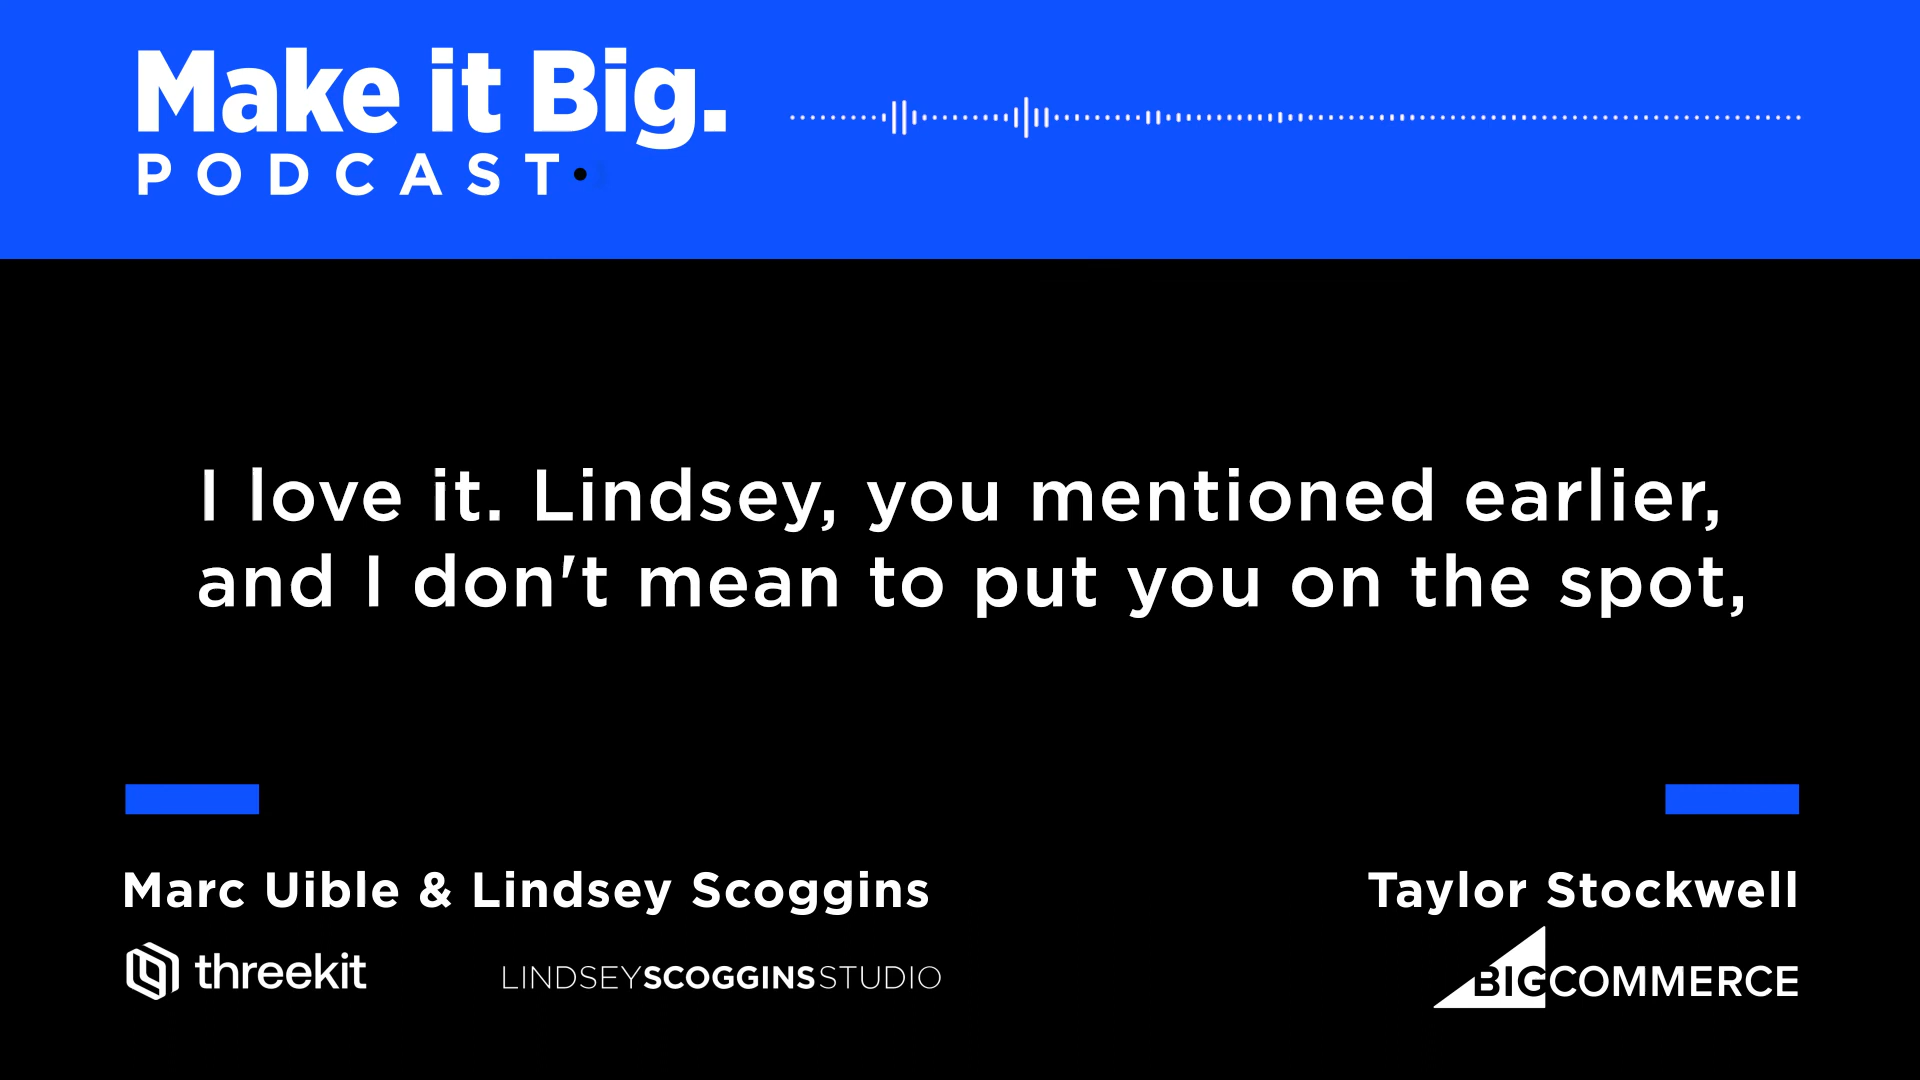 Make it Big.
PODCAST
I love it. Lindsey, you mentioned earlier,
and I don't mean to put you on the spot,
Marc Uible & Lindsey Scoggins
threekit
LINDSEYSCOGGINSSTUDIO
Taylor Stockwell
BIGCOMMERCE